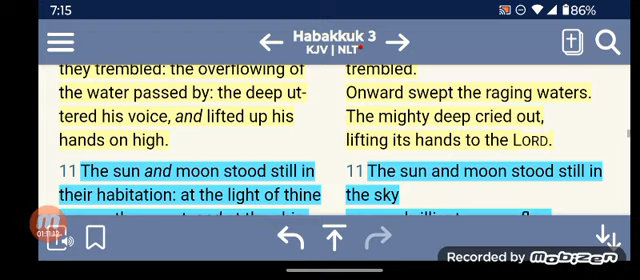 7:15
86%
Habakkuk 3
KJV | NLT
they trembled: the overflowing of
the water passed by: the deep ut-
tered his voice, and lifted up his
hands on high.
11 The sun and moon stood still in
their habitation: at the light of thine
trembled.
Onward swept the raging waters.
The mighty deep cried out,
lifting its hands to the LORD.
11 The sun and moon stood still in
the sky
Recorded by
MOBIZEN